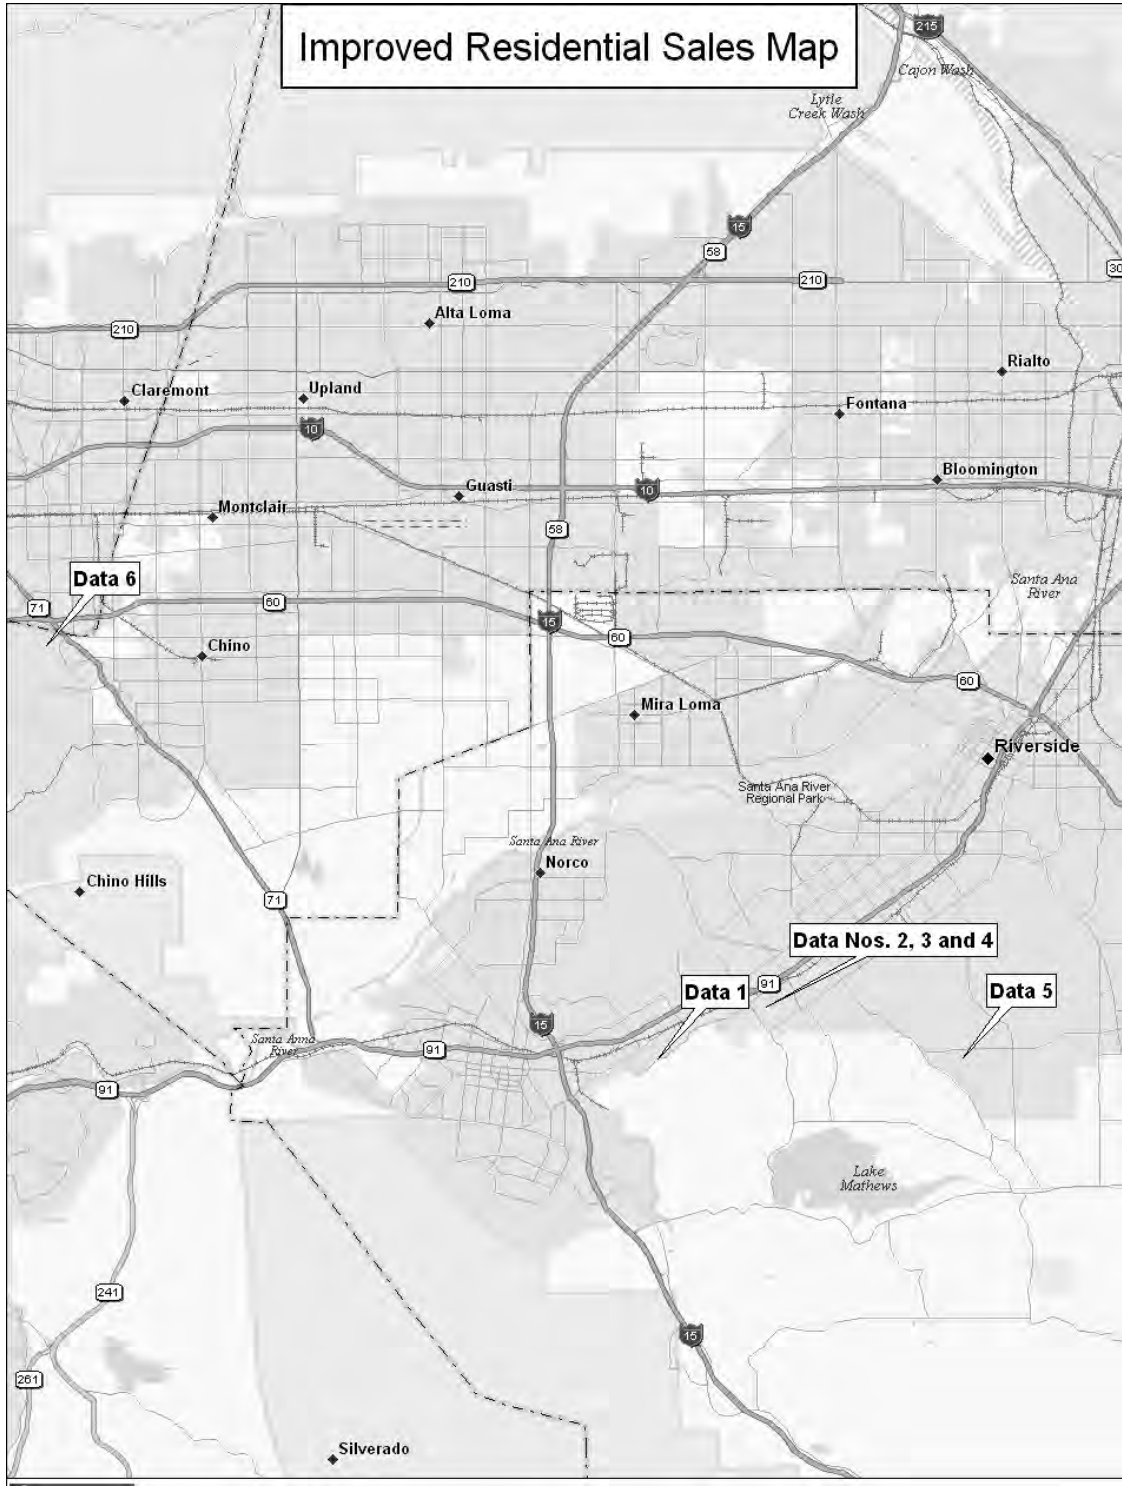 Improved Residential Sales Map
215
Cajon Wash
Lytle
Creek Wash
15
58
210
210
30
210
Alta Loma
Rialto
Claremont
Upland
Fontana
10
Bloomington
Guasti
10
Montclair
58
Data 6
Santa Ana
River
71
60
15
60
Chino
60
Mira Loma
Riverside
Santa Ana River
Regional Park
Santa Ana River
Norco
Chino Hills
71
Data Nos. 2, 3 and 4
91
Data 1
Data 5
15
Santa Anna
River
91
91
Lake
Mathews
241
15
261
Silverado